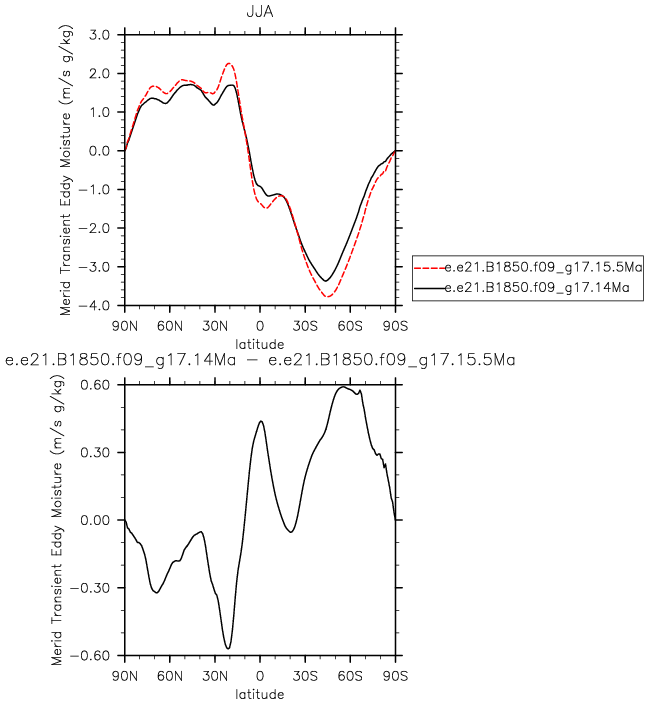 JJA
Merid Transient Eddy Moisture (m/s g/kg)
3.0
2.0
1.0
0.0
−1.0
−2.0
−3.0
−4.0
90N 60N 30N 0 30S 60S 90S
latitude
e.e21.B1850.f09_g17.15.5Ma
e.e21.B1850.f09_g17.14Ma
e.e21.B1850.f09_g17.14Ma − e.e21.B1850.f09_g17.15.5Ma
Merid Transient Eddy Moisture (m/s g/kg)
0.60
0.30
0.00
−0.30
−0.60
90N 60N 30N 0 30S 60S 90S
latitude